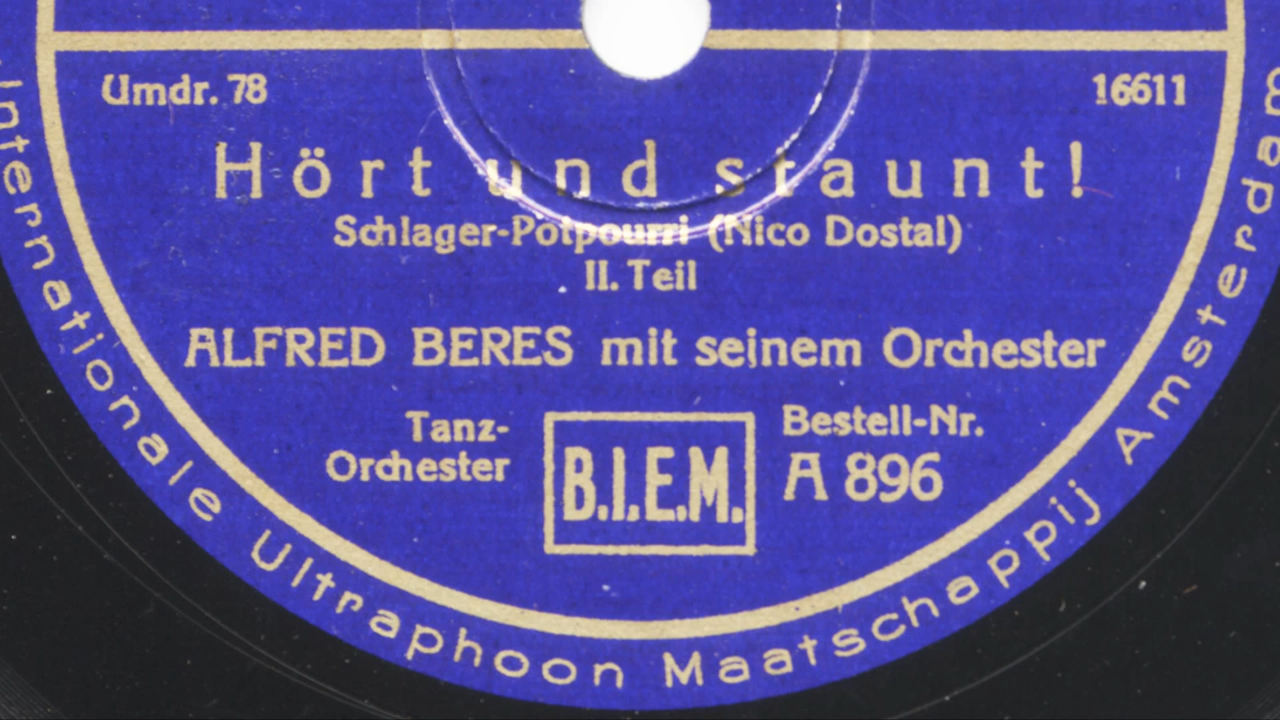 Umdr. 78
16611
Hört und staunt!
Schlager-Potpourri (Nico Dostal)
II. Teil
ALFRED BERES mit seinem Orchester
Tanz-
Orchester
B.I.E.M.
Bestell-Nr.
A 896
Internationale Ultraphoon Maatschappij Amsterdam